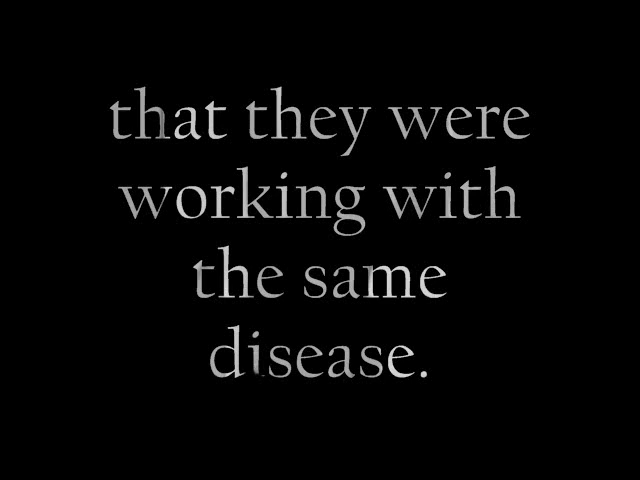 that they were
working with
the same
disease.